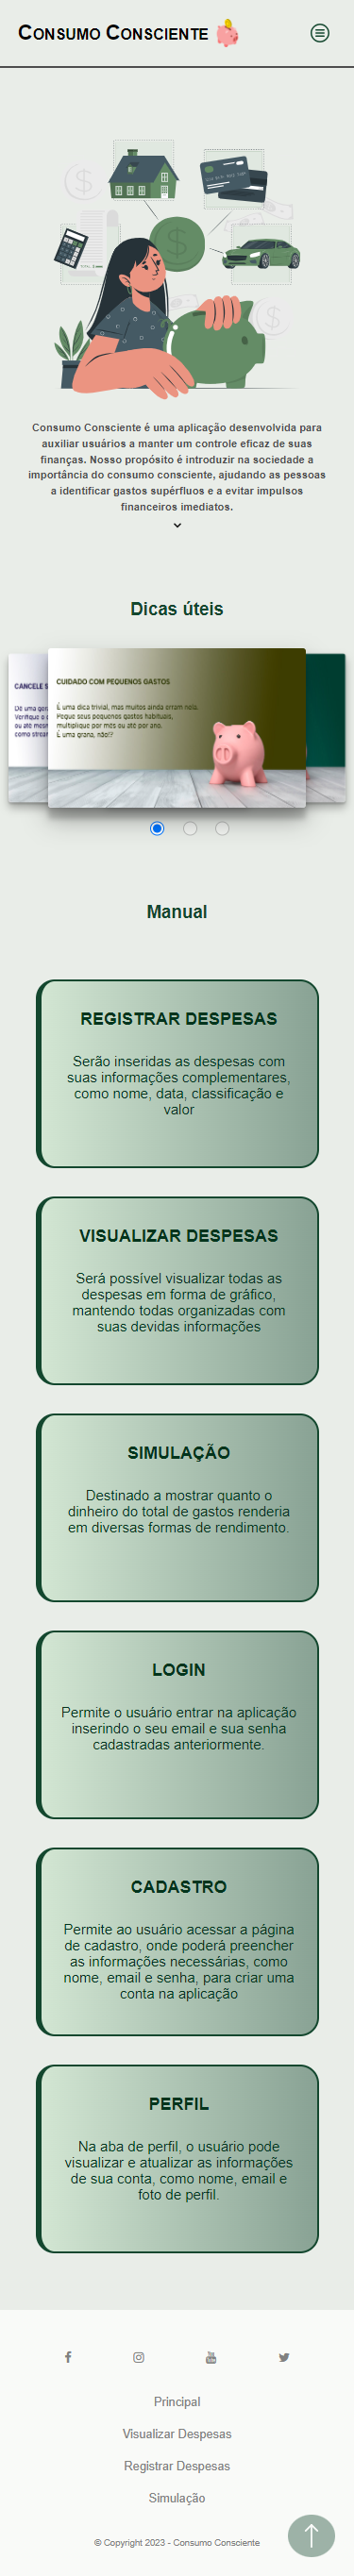 CONSUMO CONSCIENTE
Consumo Consciente é uma aplicação desenvolvida para
auxiliar usuários a manter um controle eficaz de suas
finanças. Nosso propósito é introduzir na sociedade a
importância do consumo consciente, ajudando as pessoas
a identificar gastos supérfluos e a evitar impulsos
financeiros imediatos.
Dicas úteis
CANCELE S
Dê uma ger
Verifique o
ou até mes
como strea
CUIDADO COM PEQUENOS GASTOS
É uma dica trivial, mas muitos ainda erram nela.
Pegue seus pequenos gastos habituais,
multiplique por mês ou até por ano.
É uma grana, não!?
Manual
REGISTRAR DESPESAS
Serão inseridas as despesas com
suas informações complementares,
como nome, data, classificação e
valor
VISUALIZAR DESPESAS
Será possível visualizar todas as
despesas em forma de gráfico,
mantendo todas organizadas com
suas devidas informações
SIMULAÇÃO
Destinado a mostrar quanto o
dinheiro do total de gastos renderia
em diversas formas de rendimento.
LOGIN
Permite o usuário entrar na aplicação
inserindo o seu email e sua senha
cadastradas anteriormente.
CADASTRO
Permite ao usuário acessar a página
de cadastro, onde poderá preencher
as informações necessárias, como
nome, email e senha, para criar uma
conta na aplicação
PERFIL
Na aba de perfil, o usuário pode
visualizar e atualizar as informações
de sua conta, como nome, email e
foto de perfil.
Principal
Visualizar Despesas
Registrar Despesas
Simulação
© Copyright 2023 - Consumo Consciente